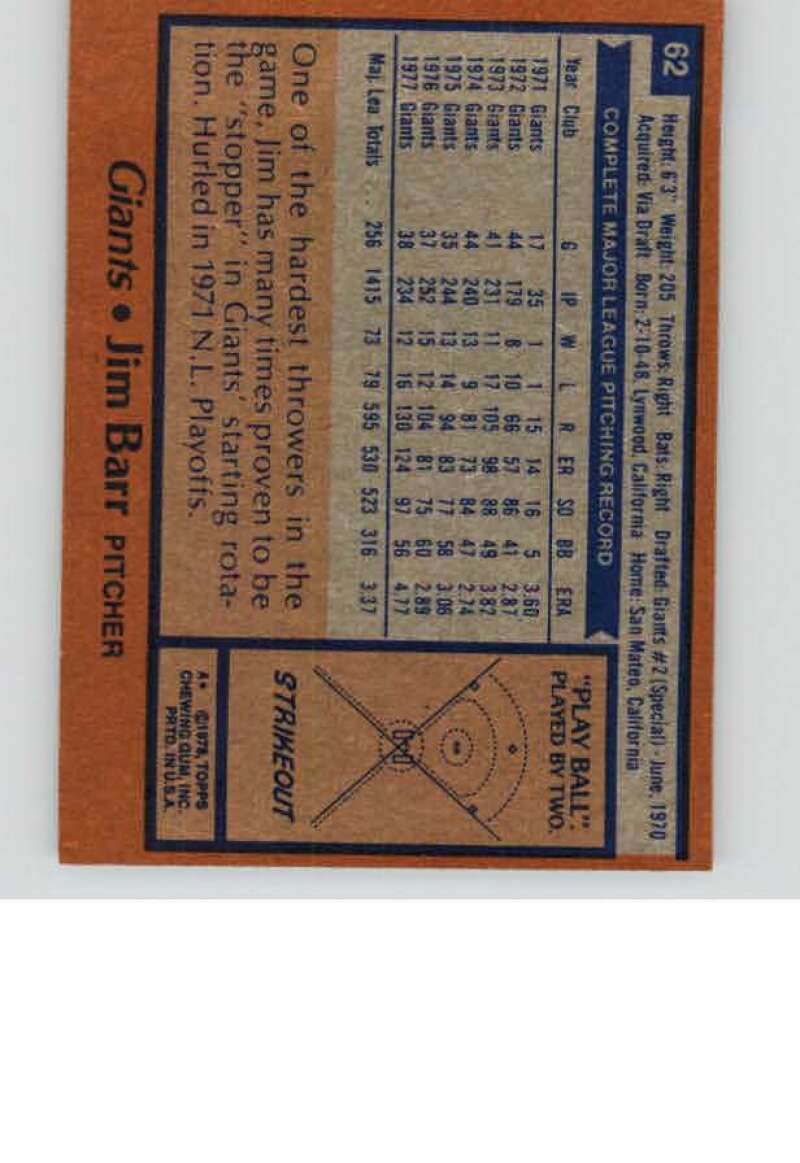 62
Height: 6'3" Weight: 205 Throws: Right Bats: Right Drafted: Giants #2 (Special) - June, 1970
Acquired: Via Draft Born: 2-10-48, Lynwood, California Home: San Mateo, California
COMPLETE MAJOR LEAGUE PITCHING RECORD
Year Club G IP W L R ER SO BB ERA
1971 Giants 17 35 1 1 15 14 16 5 3.60
1972 Giants 44 179 8 10 66 57 86 41 2.87
1973 Giants 41 231 11 17 105 98 88 49 3.82
1974 Giants 44 240 13 9 81 73 84 47 2.74
1975 Giants 35 244 13 14 94 83 77 58 3.06
1976 Giants 37 252 15 12 104 81 75 60 2.89
1977 Giants 38 234 12 16 130 124 97 56 4.77
Maj. Lea. Totals ... 256 1415 73 79 595 530 523 316 3.37
One of the hardest throwers in the
game, Jim has many times proven to be
the "stopper" in Giants' starting rota-
tion. Hurled in 1971 N.L. Playoffs.
"PLAY BALL"
PLAYED BY TWO.
STRIKEOUT
A* ©1978, TOPPS
CHEWING GUM, INC.
PRTD. IN U.S.A.
Giants • Jim Barr PITCHER